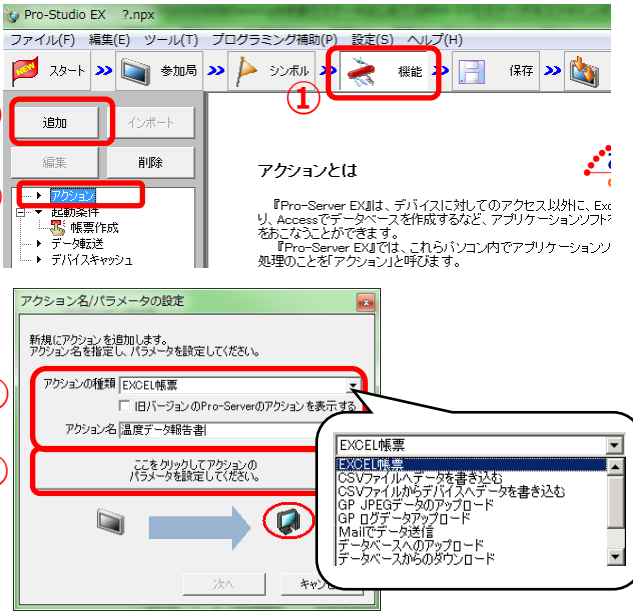 Pro-Studio EX ?.npx
ファイル(F) 編集(E) ツール(T) プログラミング補助(P) 設定(S) ヘルプ(H)
スタート 参加局 シンボル 機能 保存
①
追加 インポート
編集 削除
アクション
起動条件
帳票作成
データ転送
デバイスキャッシュ
アクションとは
『Pro-Server EX』は、デバイスに対してのアクセス以外に、Exc
り、Accessでデータベースを作成するなど、アプリケーションソフト
をおこなうことができます。
『Pro-Server EX』では、これらパソコン内でアプリケーションソ
処理のことを「アクション」と呼びます。
アクション名/パラメータの設定
新規にアクションを追加します。
アクション名を指定し、パラメータを設定してください。
アクションの種類 EXCEL帳票
旧バージョンのPro-Serverのアクションを表示する
アクション名 温度データ報告書
ここをクリックしてアクションの
パラメータを設定してください。
次へ キャン
EXCEL帳票
EXCEL帳票
CSVファイルへデータを書き込む
CSVファイルからデバイスへデータを書き込む
GP JPEGデータのアップロード
GP ログデータアップロード
Mailでデータ送信
データベースへのアップロード
データベースからのダウンロード